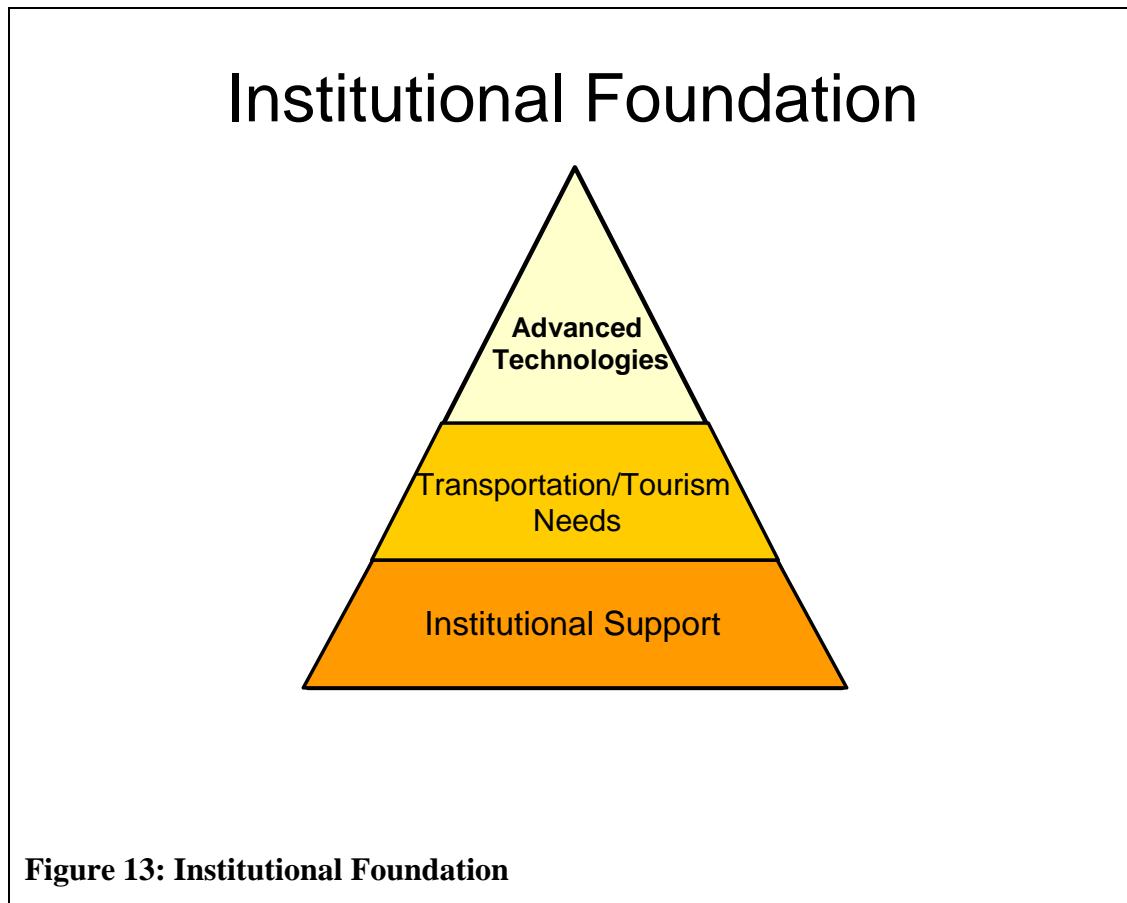 Institutional Foundation
Advanced
Technologies
Transportation/Tourism
Needs
Institutional Support
Figure 13: Institutional Foundation